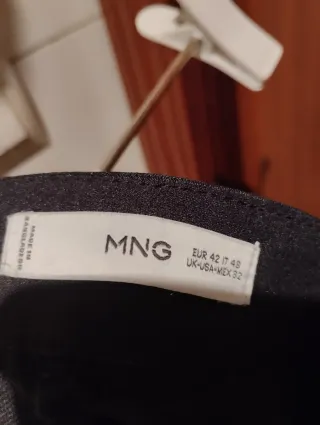 MADE IN
BANGLADESH
MNG
EUR 42 IT 48
UK-USA-MEX 32